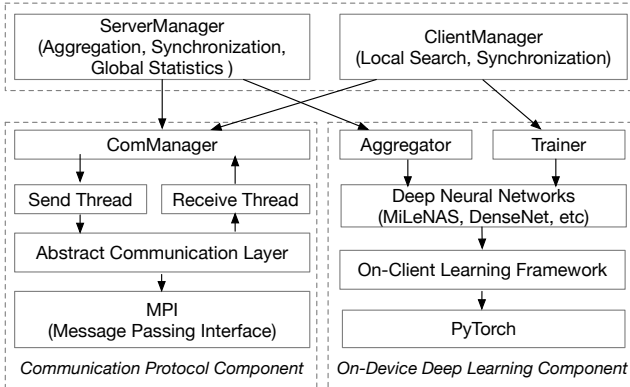 ServerManager
(Aggregation, Synchronization,
Global Statistics )
ClientManager
(Local Search, Synchronization)
ComManager
Send Thread
Receive Thread
Abstract Communication Layer
MPI
(Message Passing Interface)
Communication Protocol Component
Aggregator
Trainer
Deep Neural Networks
(MiLeNAS, DenseNet, etc)
On-Client Learning Framework
PyTorch
On-Device Deep Learning Component